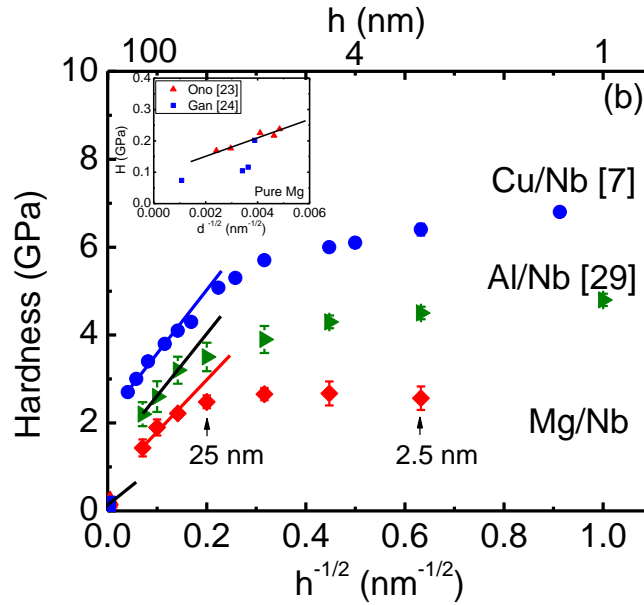 h (nm)
100 4 1
10
8
6
4
2
0
Hardness (GPa)
(b)
0.4
0.3
0.2
0.1
0.0
H (GPa)
Ono [23]
Gan [24]
Pure Mg
0.000 0.002 0.004 0.006
d-1/2 (nm-1/2)
Cu/Nb [7]
Al/Nb [29]
Mg/Nb
25 nm
2.5 nm
0.0 0.2 0.4 0.6 0.8 1.0
h-1/2 (nm-1/2)